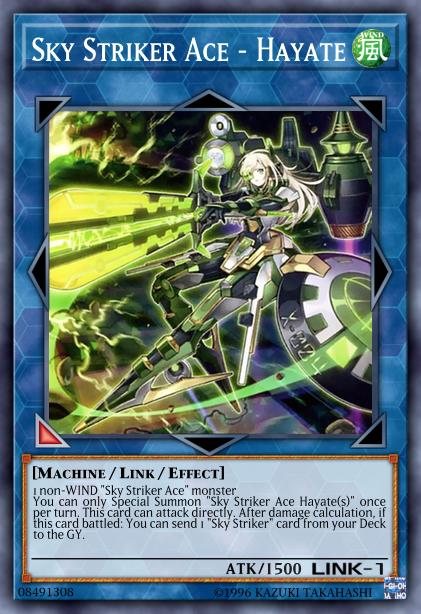 SKY STRIKER ACE - HAYATE
WIND
風
[MACHINE / LINK / EFFECT]
1 non-WIND "Sky Striker Ace" monster
You can only Special Summon "Sky Striker Ace Hayate(s)" once
per turn. This card can attack directly. After damage calculation, if
this card battled: You can send 1 "Sky Striker" card from your Deck
to the GY.
ATK/1500 LINK-1
08491308
©1996 KAZUKI TAKAHASHI